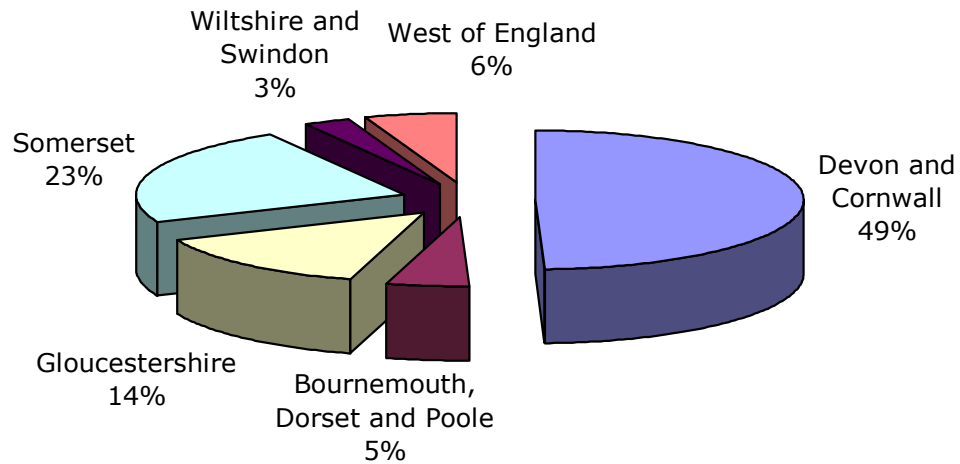 Wiltshire and
Swindon
3%
West of England
6%
Somerset
23%
Devon and
Cornwall
49%
Gloucestershire
14%
Bournemouth,
Dorset and Poole
5%